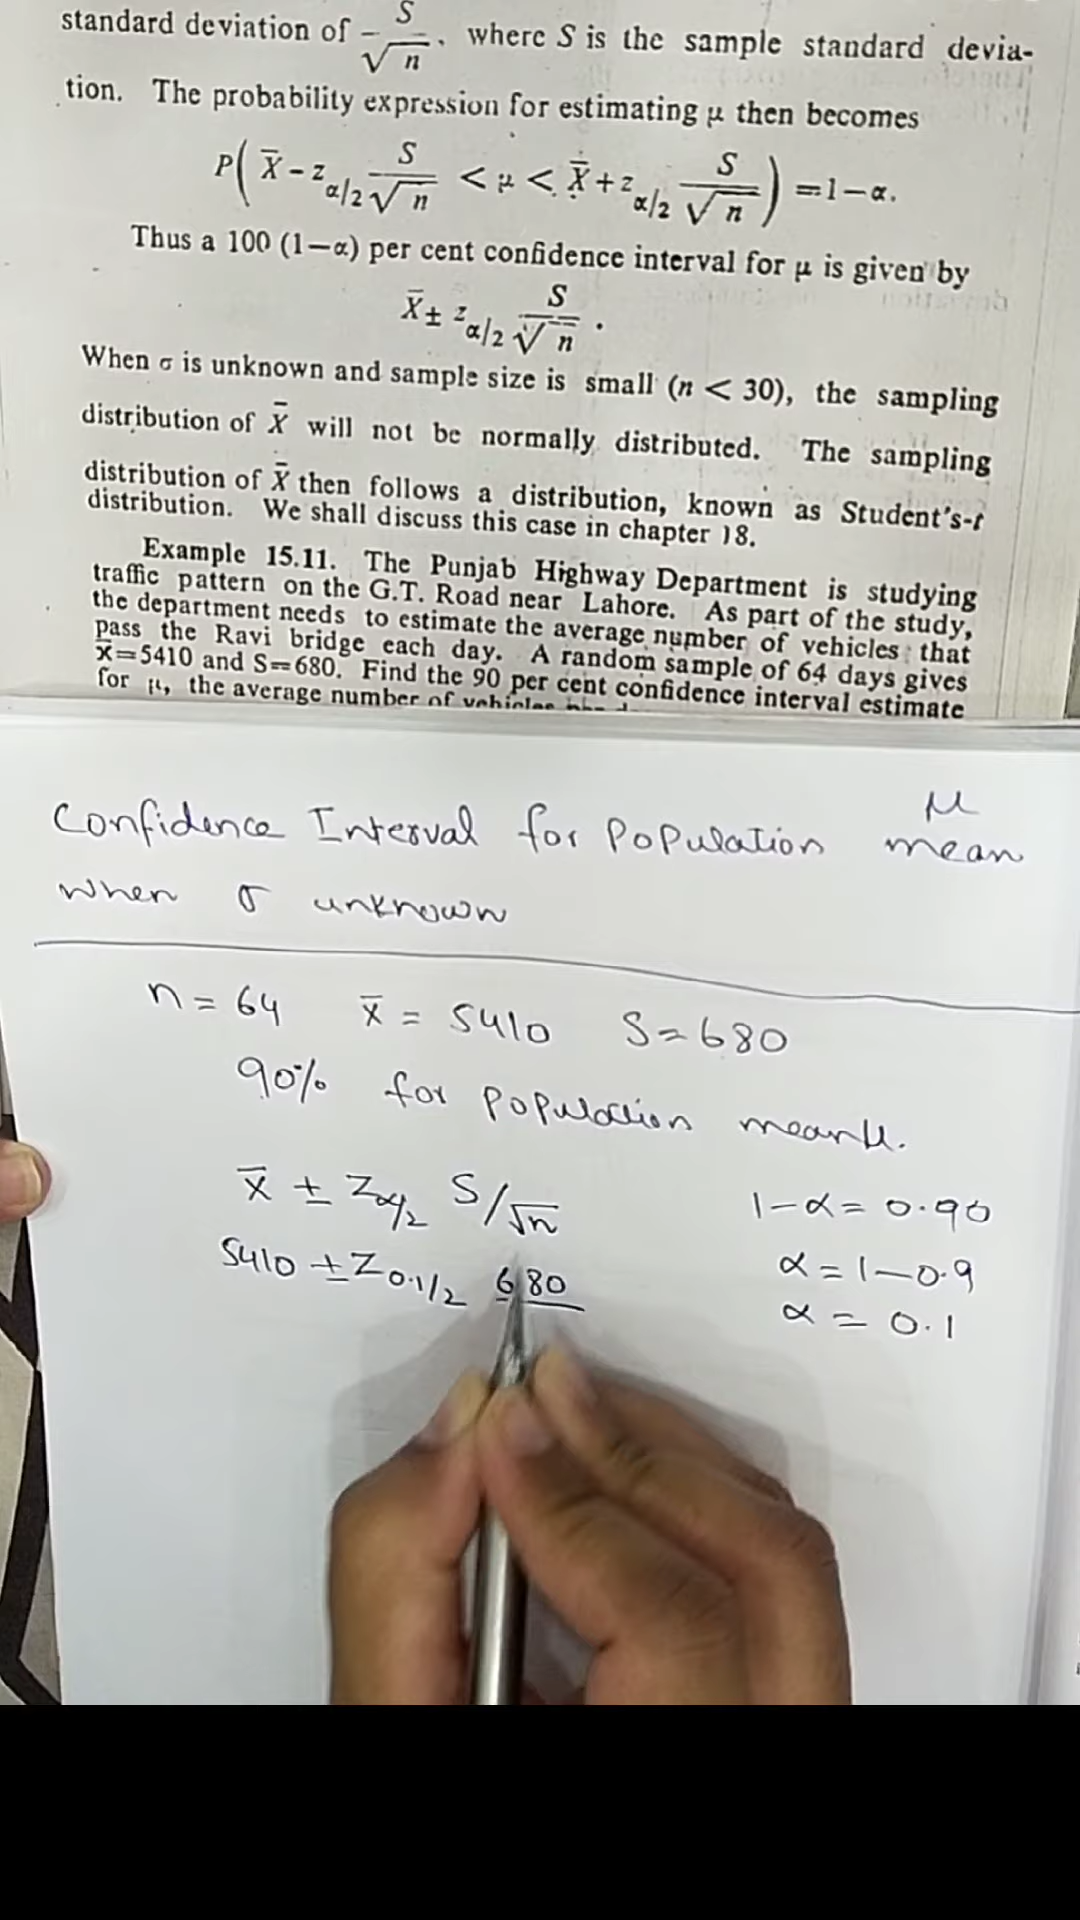 standard deviation of S/√n, where S is the sample standard devia-
tion. The probability expression for estimating μ then becomes
P( X̄ - z α/2 S/√n < μ < X̄ + z α/2 S/√n ) = 1-α.
Thus a 100 (1-α) per cent confidence interval for μ is given by
X̄ ± z α/2 S/√n .
When σ is unknown and sample size is small (n < 30), the sampling
distribution of X̄ will not be normally distributed. The sampling
distribution of X̄ then follows a distribution, known as Student's-t
distribution. We shall discuss this case in chapter 18.
Example 15.11. The Punjab Highway Department is studying
traffic pattern on the G.T. Road near Lahore. As part of the study,
the department needs to estimate the average number of vehicles that
pass the Ravi bridge each day. A random sample of 64 days gives
x̄=5410 and S=680. Find the 90 per cent confidence interval estimate
for μ, the average number of vehicles
Confidence Interval for Population mean μ
when σ unknown
n = 64 x̄ = 5410 S = 680
90% for Population mean μ.
x̄ ± Zα/2 S/√n
1-α = 0.90
5410 ± Z0.1/2 680
α = 1-0.9
α = 0.1